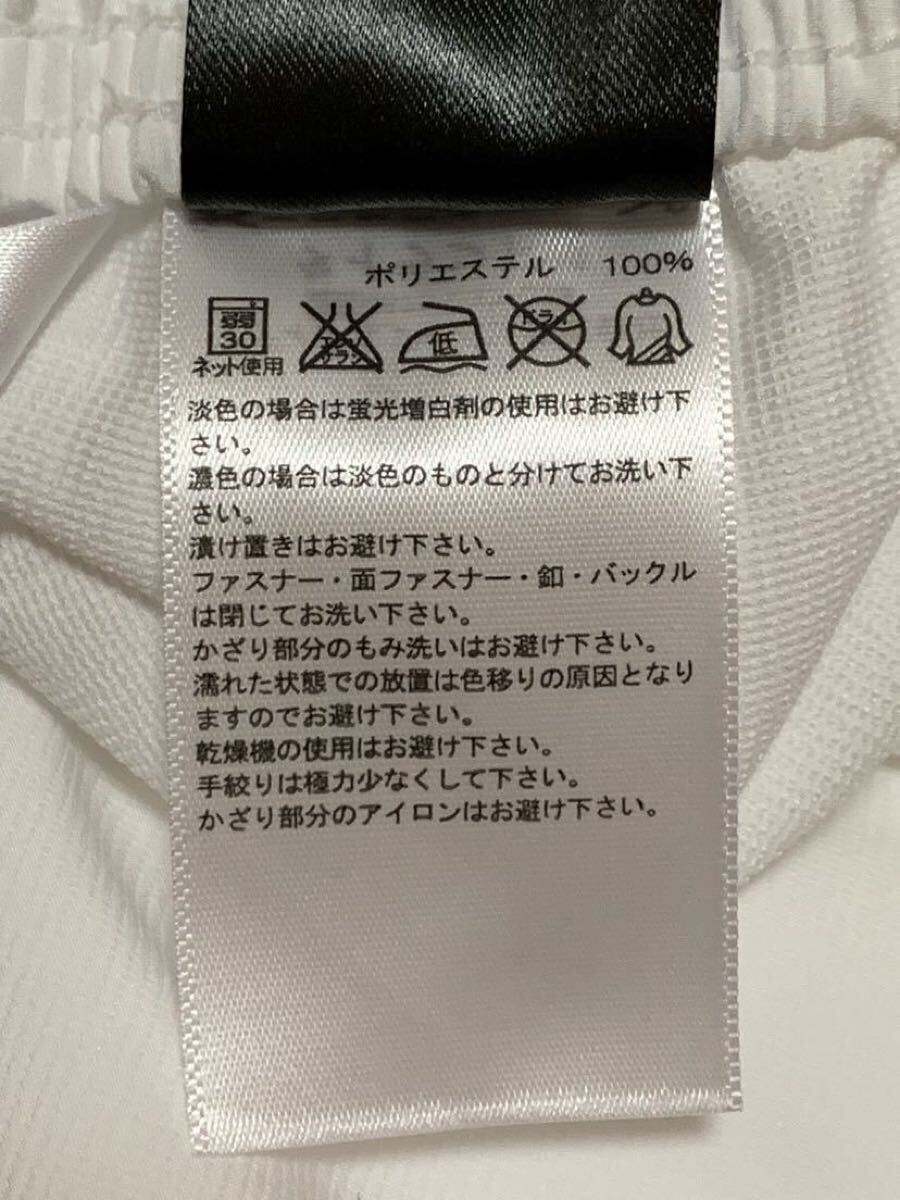 ポリエステル 100%
弱 30 エンソ サラシ 低 ドライ
ネット使用
淡色の場合は蛍光増白剤の使用はお避け下
さい。
濃色の場合は淡色のものと分けてお洗い下
さい。
漬け置きはお避け下さい。
ファスナー・面ファスナー・釦・バックル
は閉じてお洗い下さい。
かざり部分のもみ洗いはお避け下さい。
濡れた状態での放置は色移りの原因となり
ますのでお避け下さい。
乾燥機の使用はお避け下さい。
手絞りは極力少なくして下さい。
かざり部分のアイロンはお避け下さい。